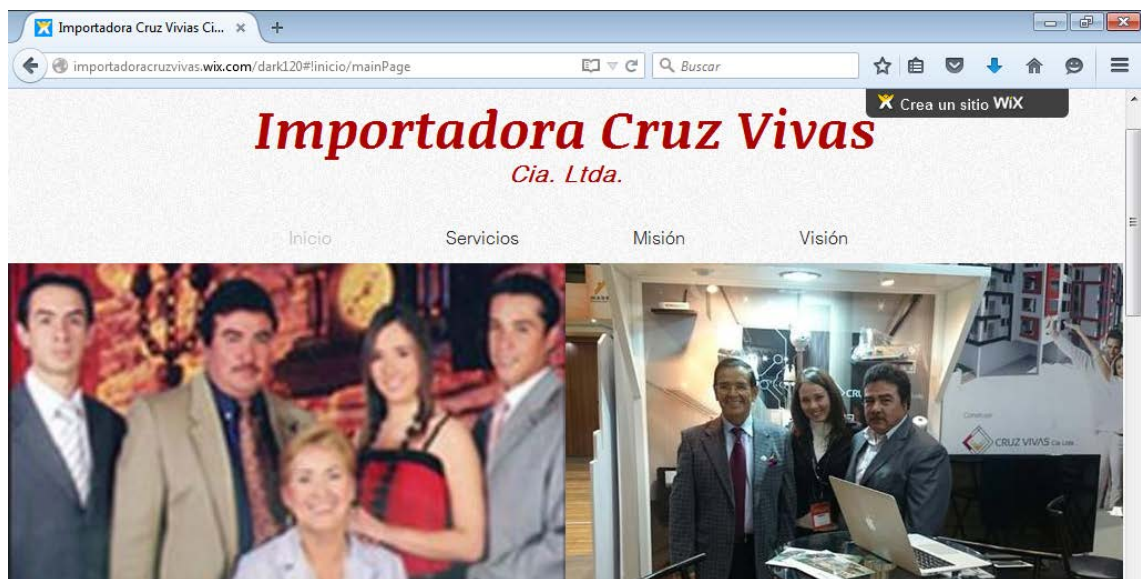 Importadora Cruz Vivias Ci...
importadoracruzvivas.wix.com/dark120#!inicio/mainPage
Buscar
Crea un sitio WiX
Importadora Cruz Vivas
Cia. Ltda.
Inicio
Servicios
Misión
Visión
Construir
CRUZ VIVAS Cia. Ltda.